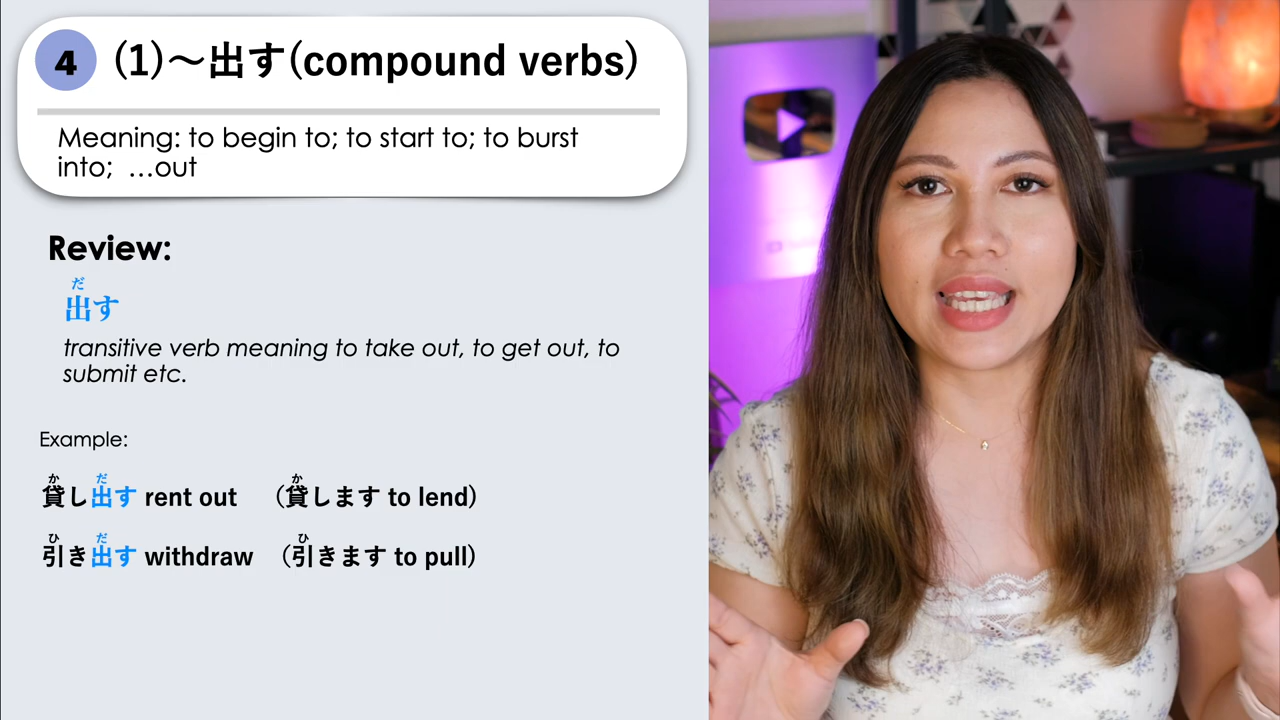 4 (1)～出す(compound verbs)
Meaning: to begin to; to start to; to burst
into; …out
Review:
だ
出す
transitive verb meaning to take out, to get out, to
submit etc.
Example:
か だ か
貸し出す rent out （貸します to lend）
ひ だ ひ
引き出す withdraw （引きます to pull）